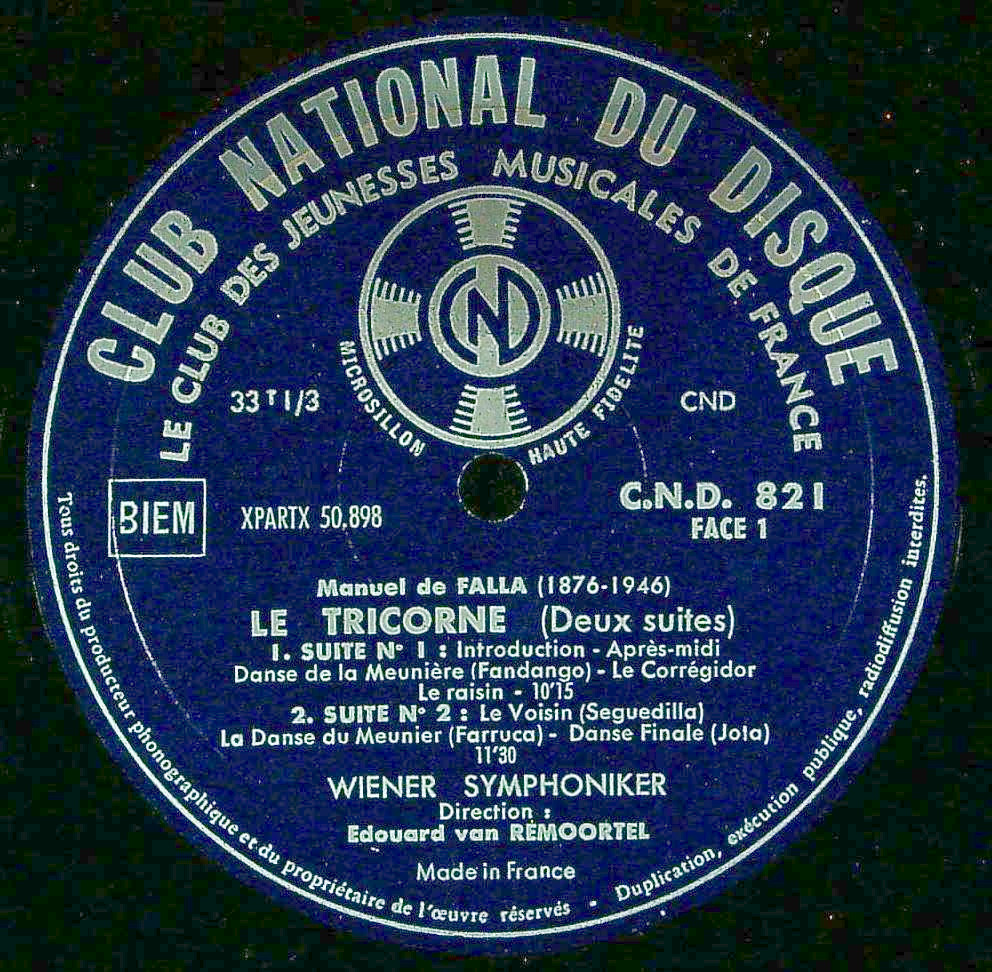 CLUB NATIONAL DU DISQUE
LE CLUB DES JEUNESSES MUSICALES DE FRANCE
N
MICROSILLON HAUTE FIDELITE
33 T 1/3
CND
BIEM
XPARTX 50.898
C.N.D. 821
FACE 1
Manuel de FALLA (1876-1946)
LE TRICORNE (Deux suites)
1. SUITE N° 1 : Introduction - Après-midi
Danse de la Meunière (Fandango) - Le Corrégidor
Le raisin - 10'15
2. SUITE N° 2 : Le Voisin (Seguedilla)
La Danse du Meunier (Farruca) - Danse Finale (Jota)
11'30
WIENER SYMPHONIKER
Direction :
Edouard van RÉMOORTEL
Made in France
Tous droits du producteur phonographique et du propriétaire de l'œuvre réservés • Duplication, exécution publique, radiodiffusion interdites.